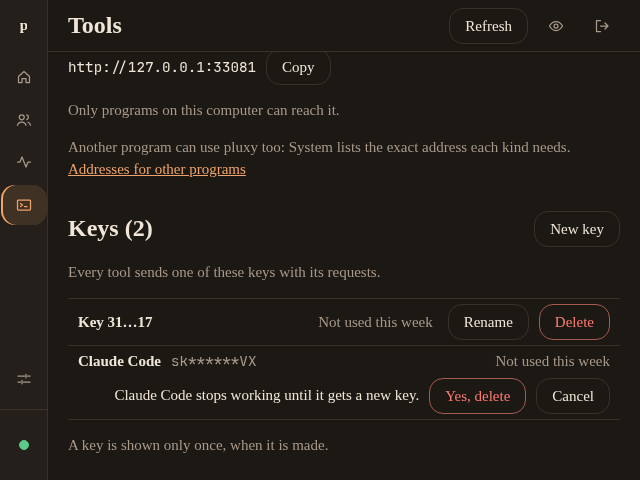 p
Tools
Refresh
http://127.0.0.1:33081
Copy
Only programs on this computer can reach it.
Another program can use pluxy too: System lists the exact address each kind needs.
Addresses for other programs
Keys (2)
New key
Every tool sends one of these keys with its requests.
Key 31…17
Not used this week
Rename
Delete
Claude Code sk******VX
Not used this week
Claude Code stops working until it gets a new key.
Yes, delete
Cancel
A key is shown only once, when it is made.